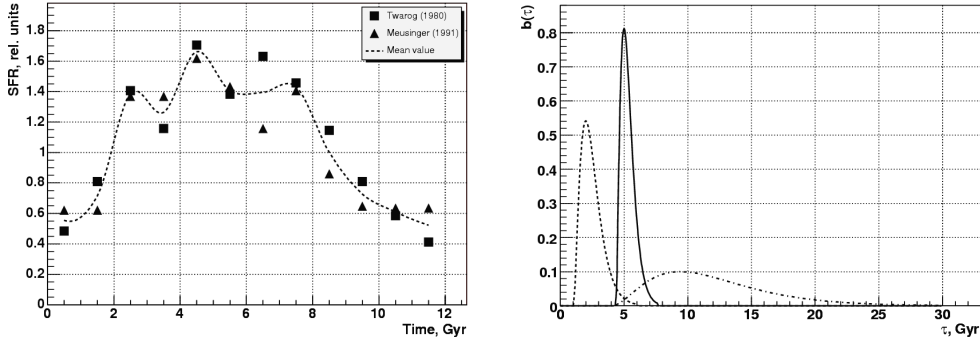 SFR, rel. units
1.8
1.6
1.4
1.2
1
0.8
0.6
0.4
0.2
0
Twarog (1980)
Meusinger (1991)
Mean value
0 2 4 6 8 10 12
Time, Gyr
b(τ)
0.8
0.7
0.6
0.5
0.4
0.3
0.2
0.1
0
0 5 10 15 20 25 30
τ, Gyr